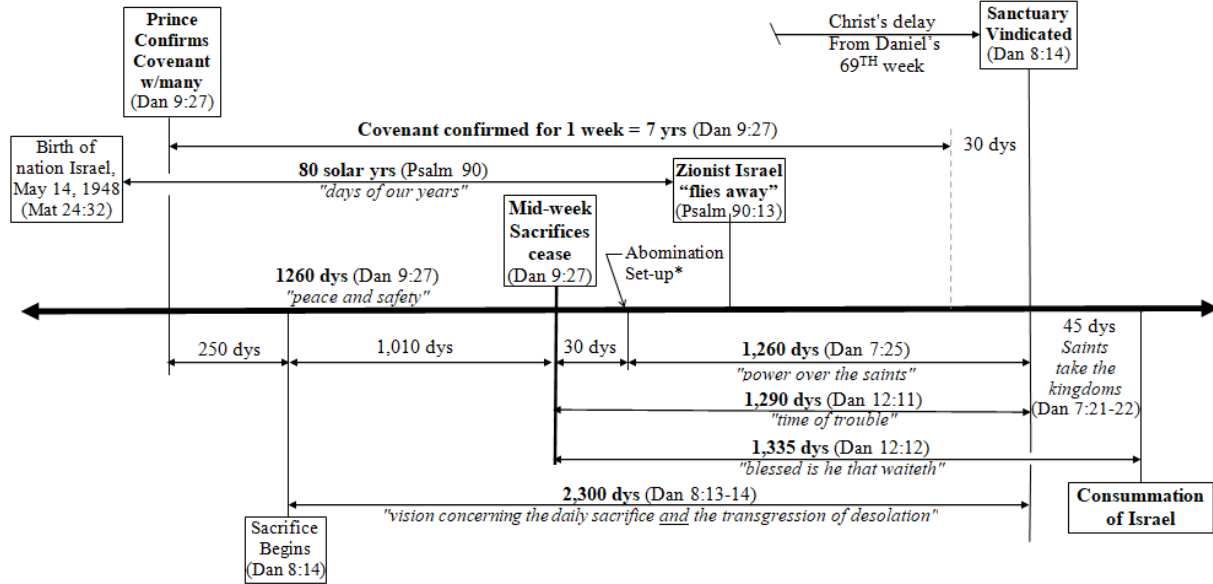 Prince
Confirms
Covenant
w/many
(Dan 9:27)
Christ's delay
From Daniel's
69TH week
Sanctuary
Vindicated
(Dan 8:14)
Covenant confirmed for 1 week = 7 yrs (Dan 9:27)
30 dys
Birth of
nation Israel,
May 14, 1948
(Mat 24:32)
80 solar yrs (Psalm 90)
"days of our years"
Zionist Israel
"flies away"
(Psalm 90:13)
Mid-week
Sacrifices
cease
(Dan 9:27)
Abomination
Set-up*
1260 dys (Dan 9:27)
"peace and safety"
250 dys
1,010 dys
30 dys
1,260 dys (Dan 7:25)
"power over the saints"
45 dys
Saints
take the
kingdoms
(Dan 7:21-22)
1,290 dys (Dan 12:11)
"time of trouble"
1,335 dys (Dan 12:12)
"blessed is he that waiteth"
2,300 dys (Dan 8:13-14)
"vision concerning the daily sacrifice and the transgression of desolation"
Sacrifice
Begins
(Dan 8:14)
Consummation
of Israel